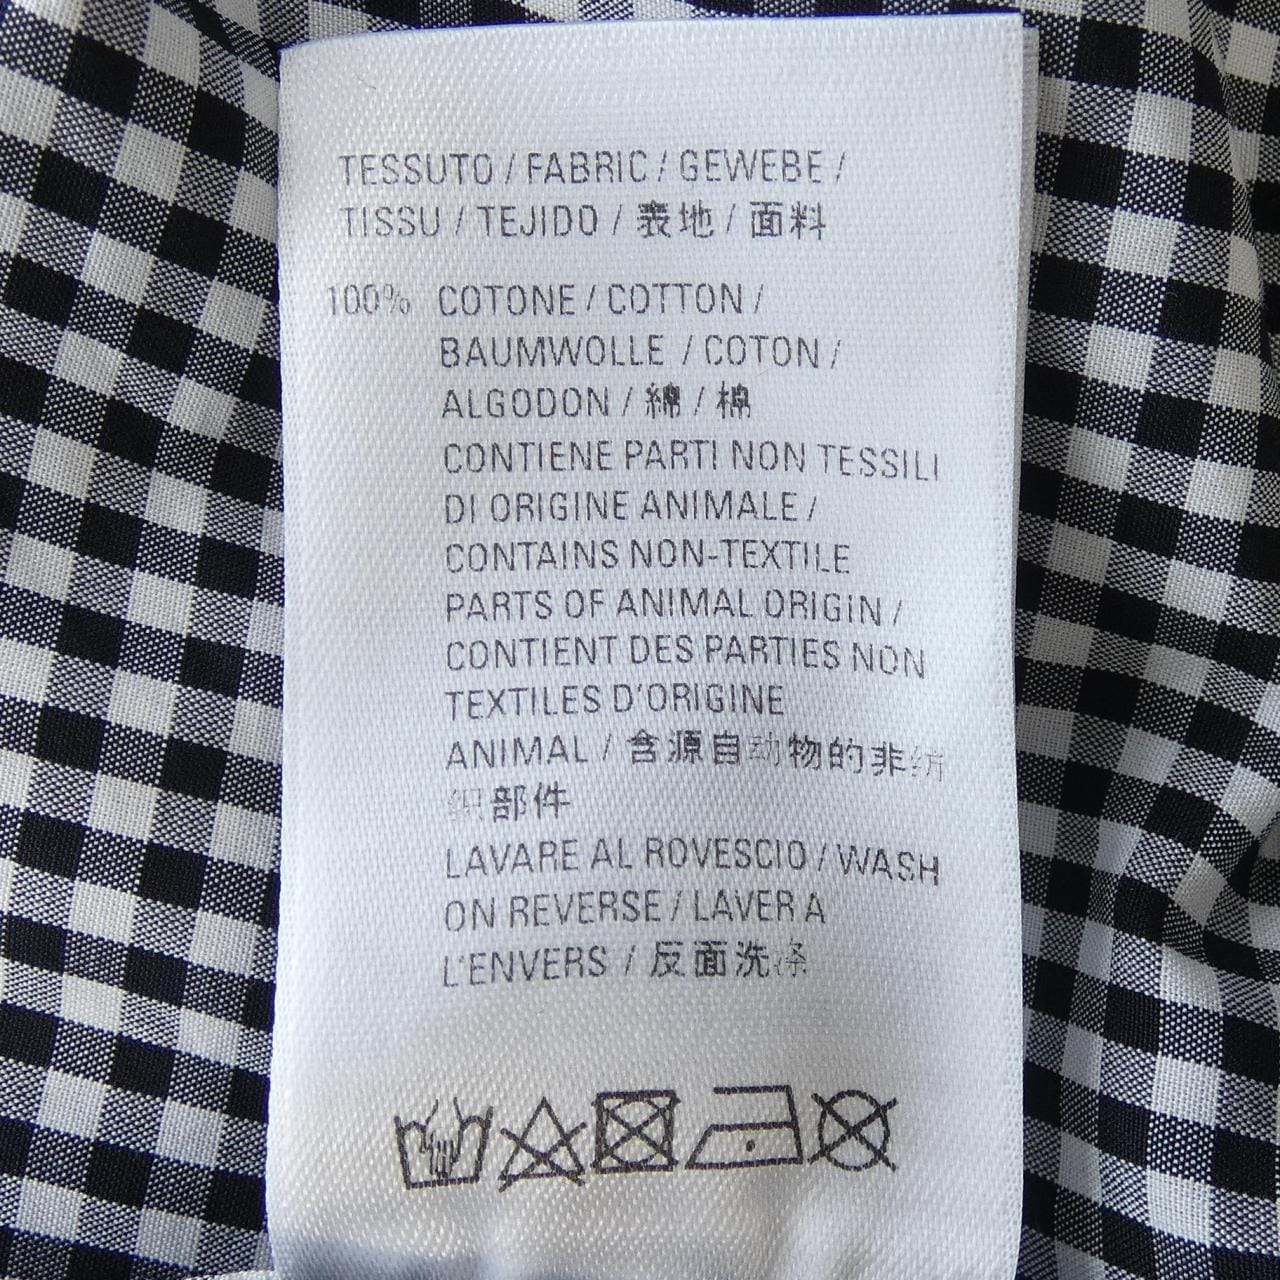 TESSUTO / FABRIC / GEWEBE /
TISSU / TEJIDO / 表地 / 面料
100% COTONE / COTTON /
BAUMWOLLE / COTON /
ALGODON / 綿 / 棉
CONTIENE PARTI NON TESSILI
DI ORIGINE ANIMALE /
CONTAINS NON-TEXTILE
PARTS OF ANIMAL ORIGIN /
CONTIENT DES PARTIES NON
TEXTILES D'ORIGINE
ANIMAL / 含源自动物的非纺
织部件
LAVARE AL ROVESCIO / WASH
ON REVERSE / LAVER A
L'ENVERS / 反面洗涤